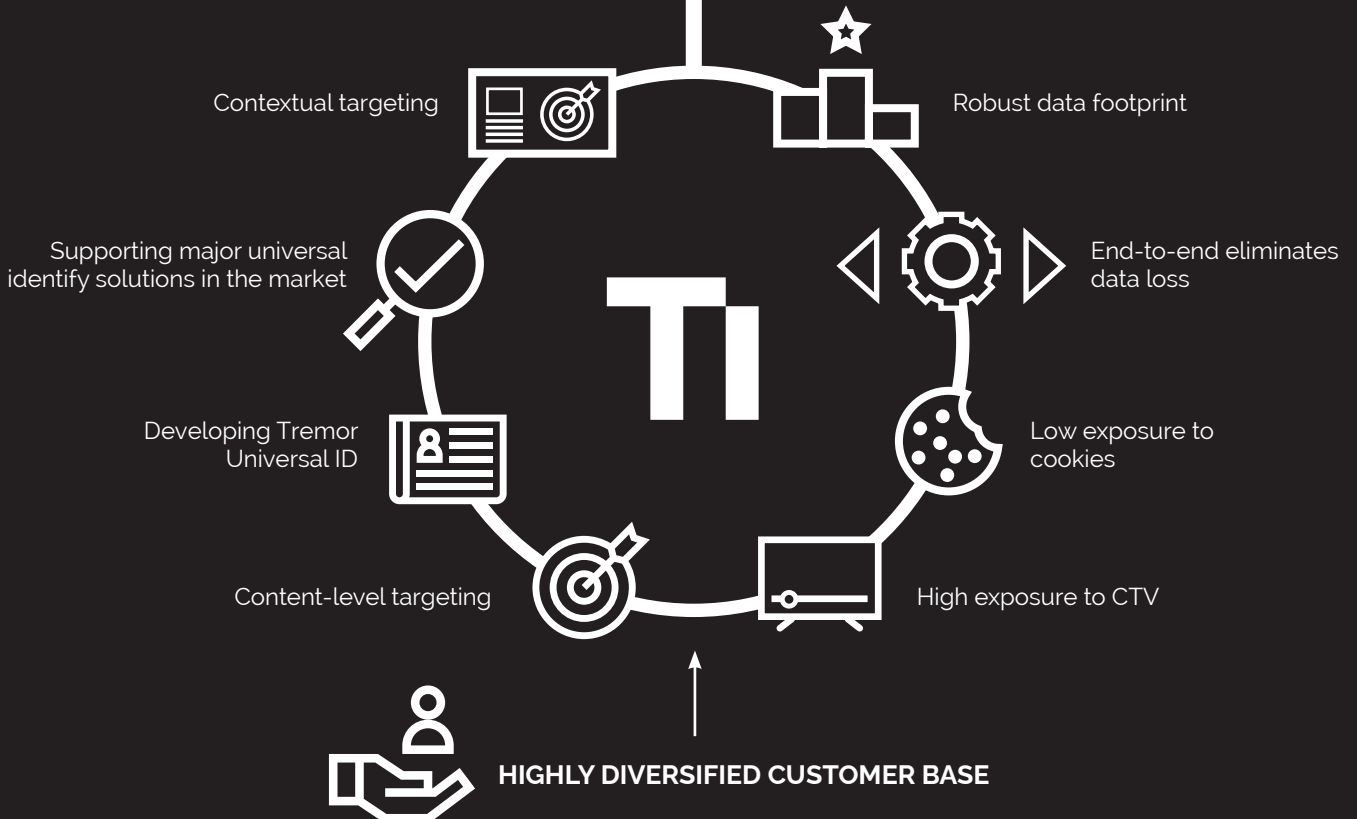 Contextual targeting
Robust data footprint
Supporting major universal
identify solutions in the market
End-to-end eliminates
data loss
TI
Developing Tremor
Universal ID
Low exposure to
cookies
Content-level targeting
High exposure to CTV
HIGHLY DIVERSIFIED CUSTOMER BASE